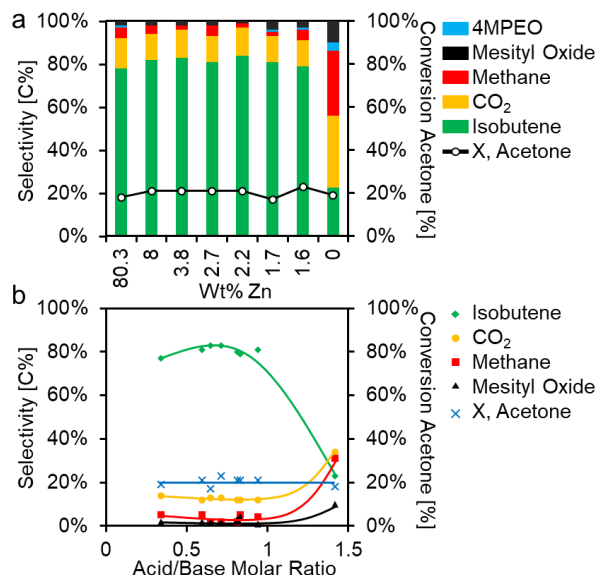 a
100%
80%
60%
40%
20%
0%
Selectivity [C%]
100%
80%
60%
40%
20%
0%
Conversion Acetone [%]
80.3
8
3.8
2.7
2.2
1.7
1.6
0
Wt% Zn
4MPEO
Mesityl Oxide
Methane
CO₂
Isobutene
X, Acetone
b
100%
80%
60%
40%
20%
0%
Selectivity [C%]
100%
80%
60%
40%
20%
0%
Conversion Acetone [%]
0
0.5
1
1.5
Acid/Base Molar Ratio
Isobutene
CO₂
Methane
Mesityl Oxide
X, Acetone